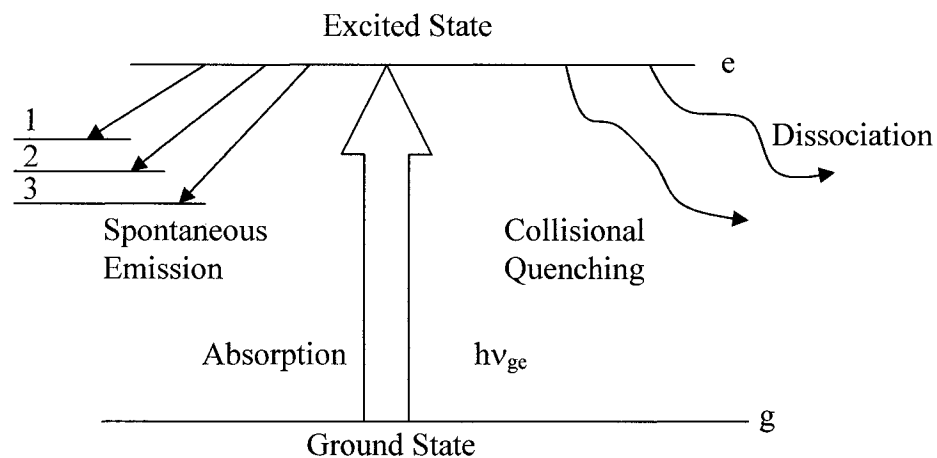 Excited State
e
1
2
3
Dissociation
Spontaneous
Emission
Collisional
Quenching
Absorption
hνge
g
Ground State